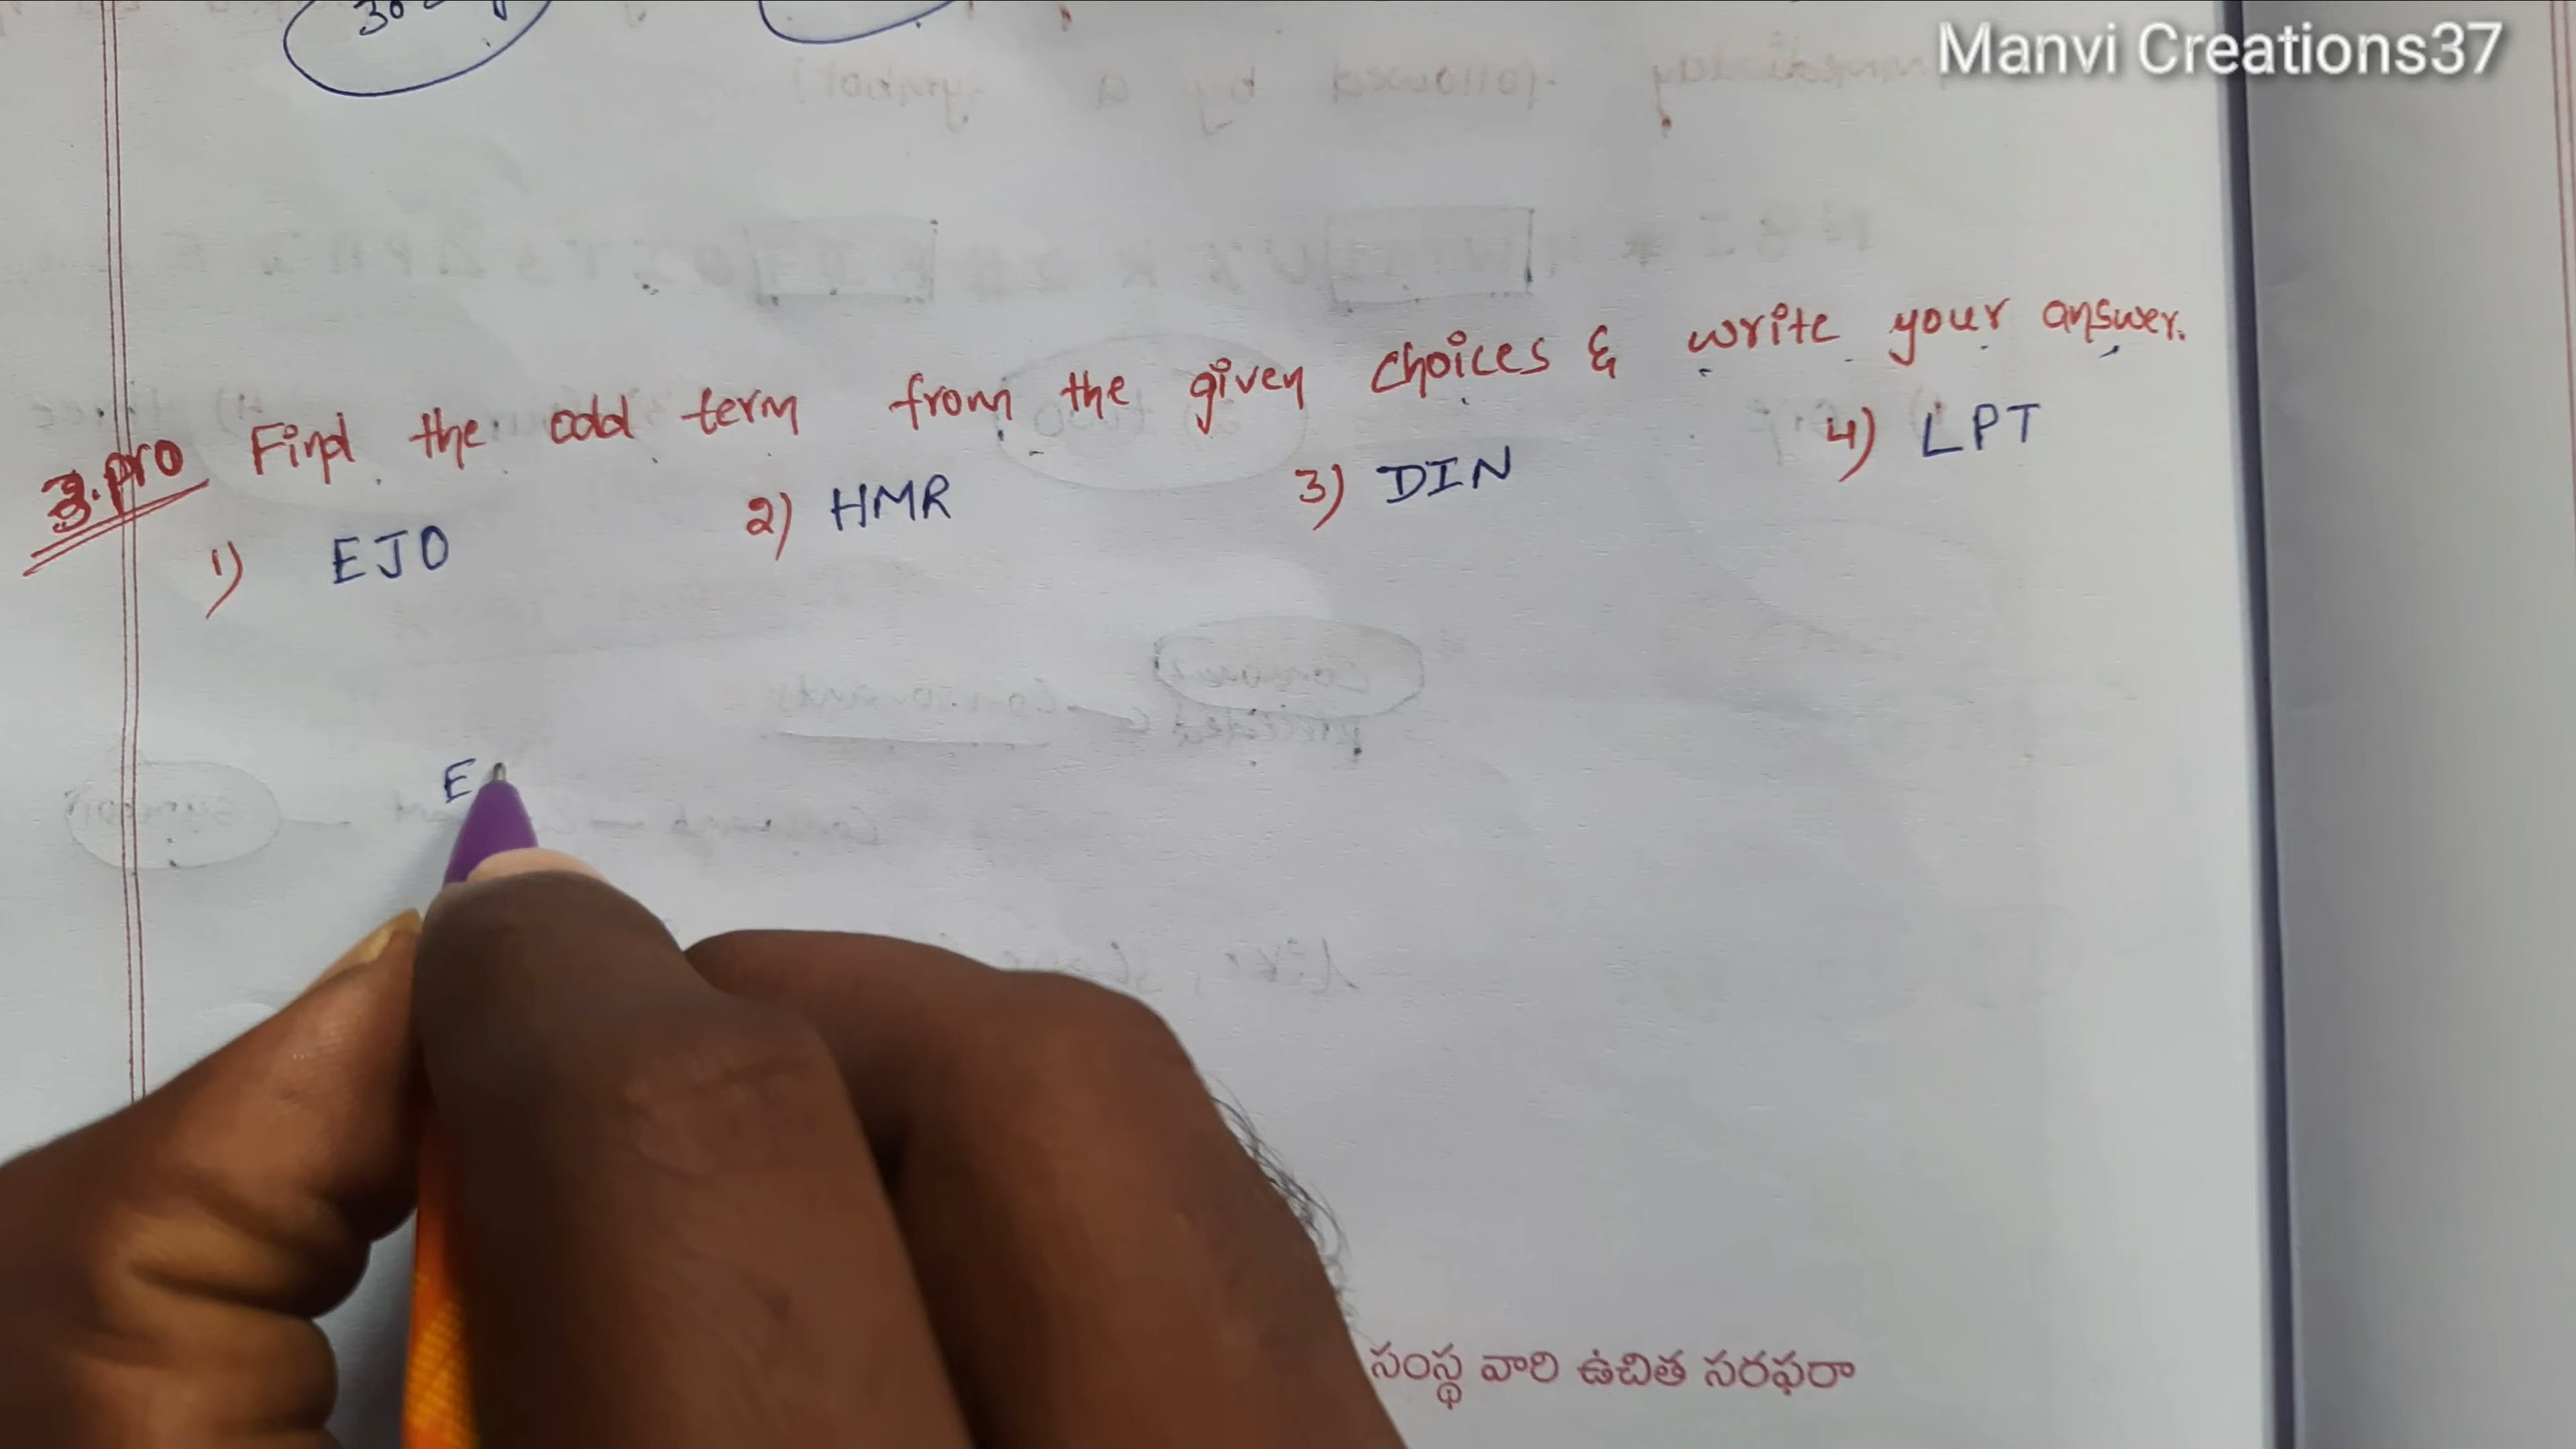 Manvi Creations37
30
3.pro Find the odd term from the given choices & write your answer.
1) EJO 2) HMR 3) DIN 4) LPT
E
సంస్థ వారి ఉచిత సరఫరా